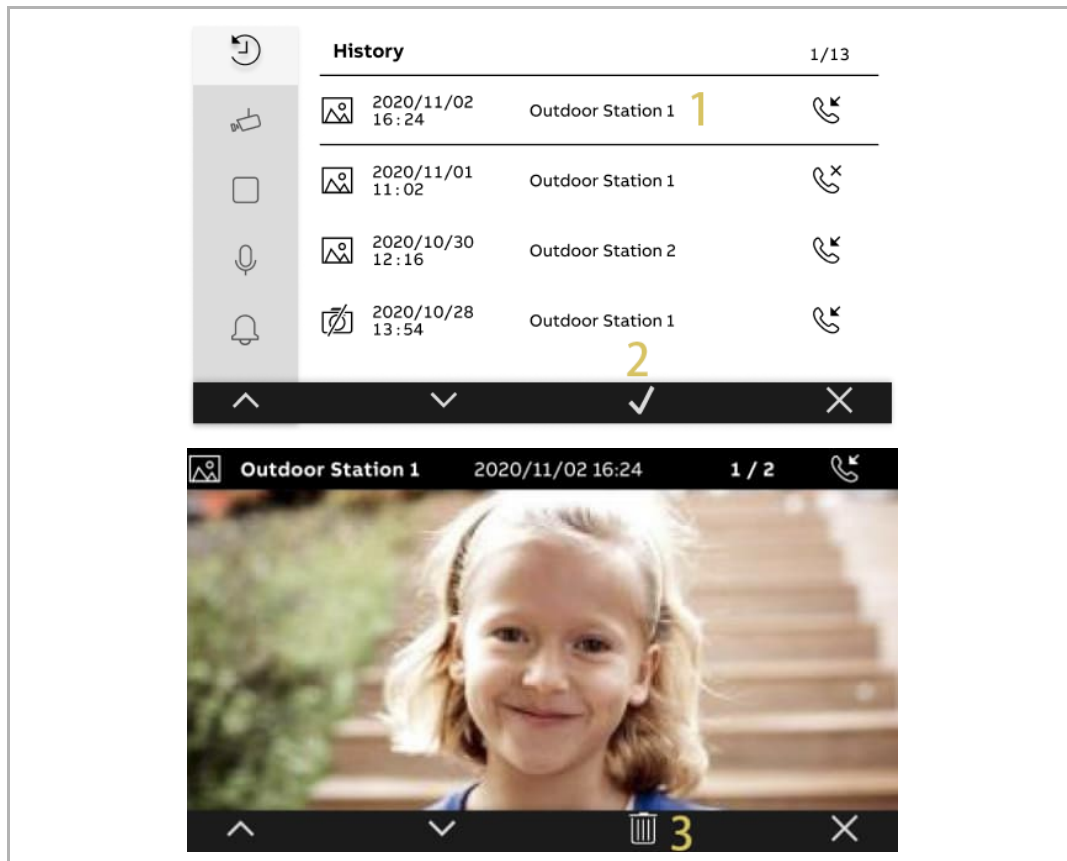 History 1/13
2020/11/02
16:24 Outdoor Station 1 1
2020/11/01
11:02 Outdoor Station 1
2020/10/30
12:16 Outdoor Station 2
2020/10/28
13:54 Outdoor Station 1
2
Outdoor Station 1 2020/11/02 16:24 1 / 2
3